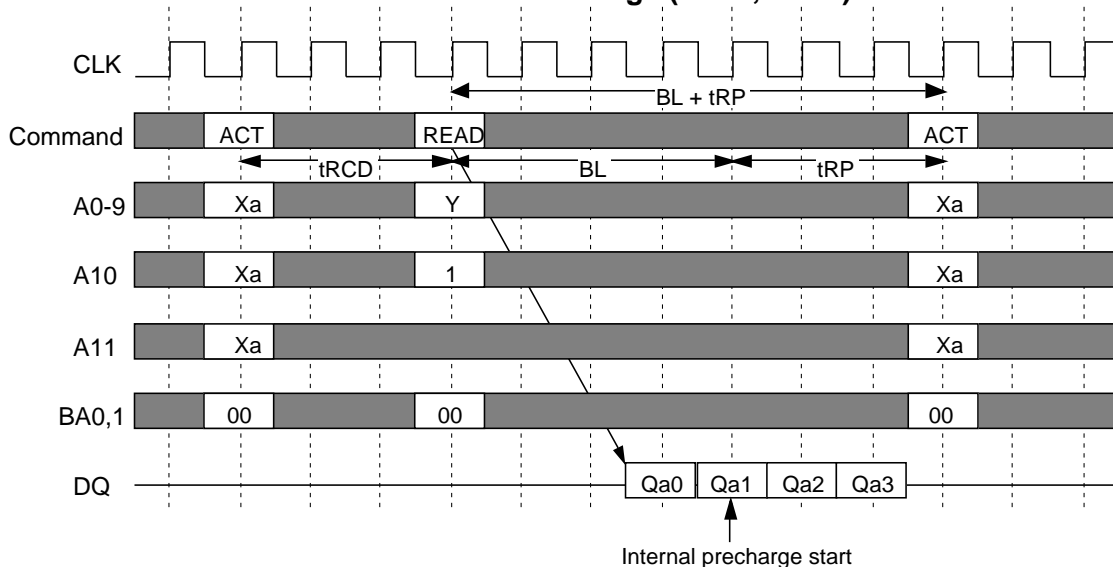 CLK
BL + tRP
Command ACT READ ACT
tRCD BL tRP
A0-9 Xa Y Xa
A10 Xa 1 Xa
A11 Xa Xa
BA0,1 00 00 00
DQ Qa0 Qa1 Qa2 Qa3
Internal precharge start